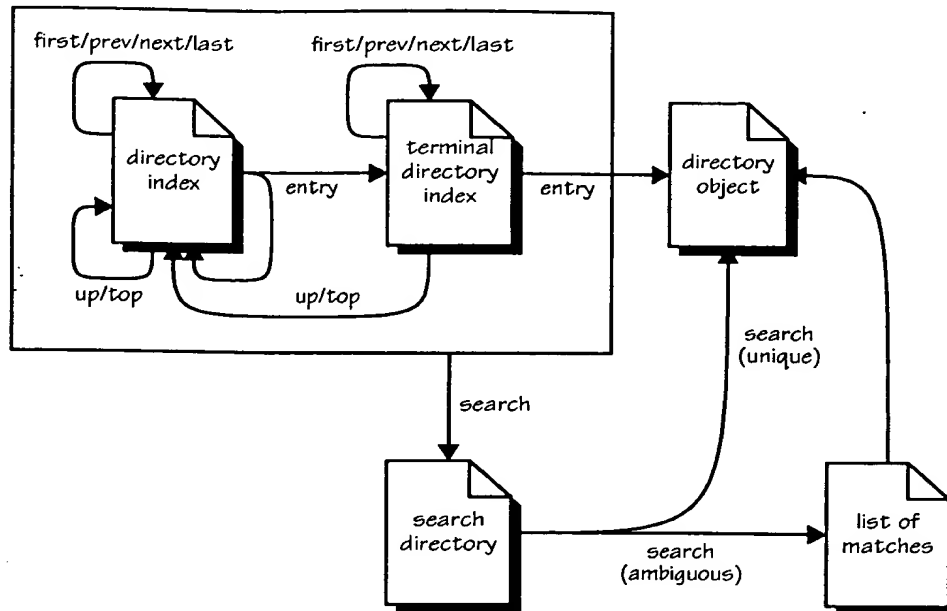 first/prev/next/last
first/prev/next/last
directory
index
entry
terminal
directory
index
entry
directory
object
up/top
up/top
search
(unique)
search
search
directory
search
(ambiguous)
list of
matches